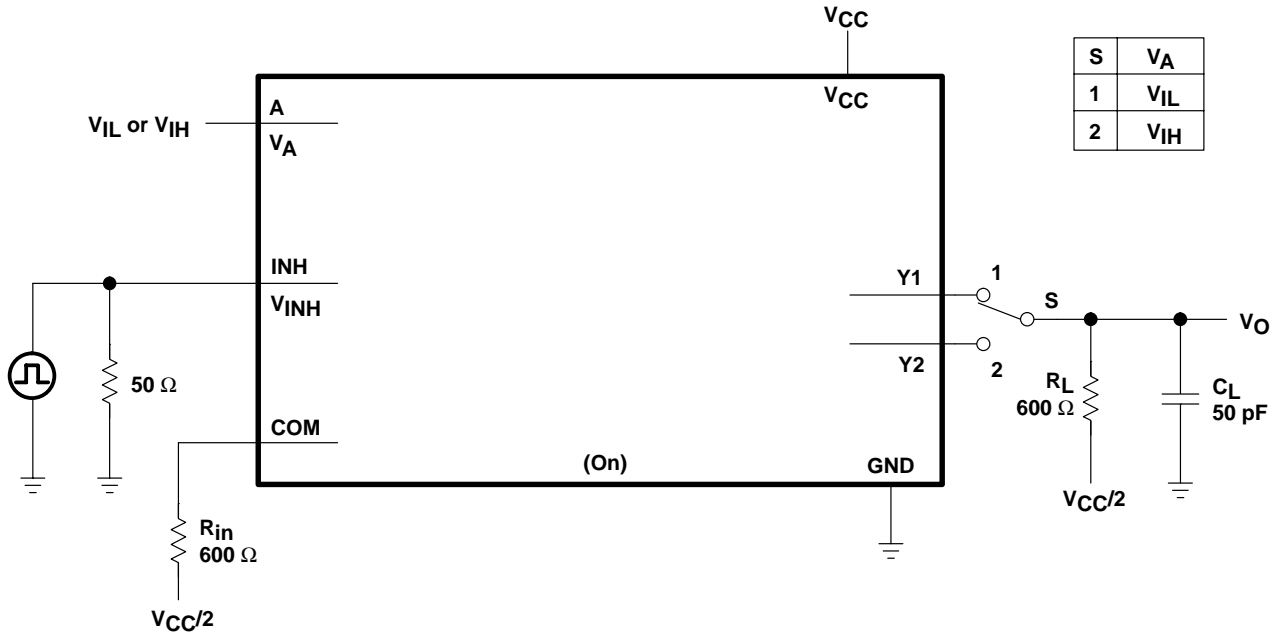 VCC
VCC
S VA
1 VIL
2 VIH
VIL or VIH
A
VA
INH
VINH
50 Ω
COM
Rin
600 Ω
VCC/2
(On)
GND
Y1
Y2
1
S
2
VO
RL
600 Ω
VCC/2
CL
50 pF